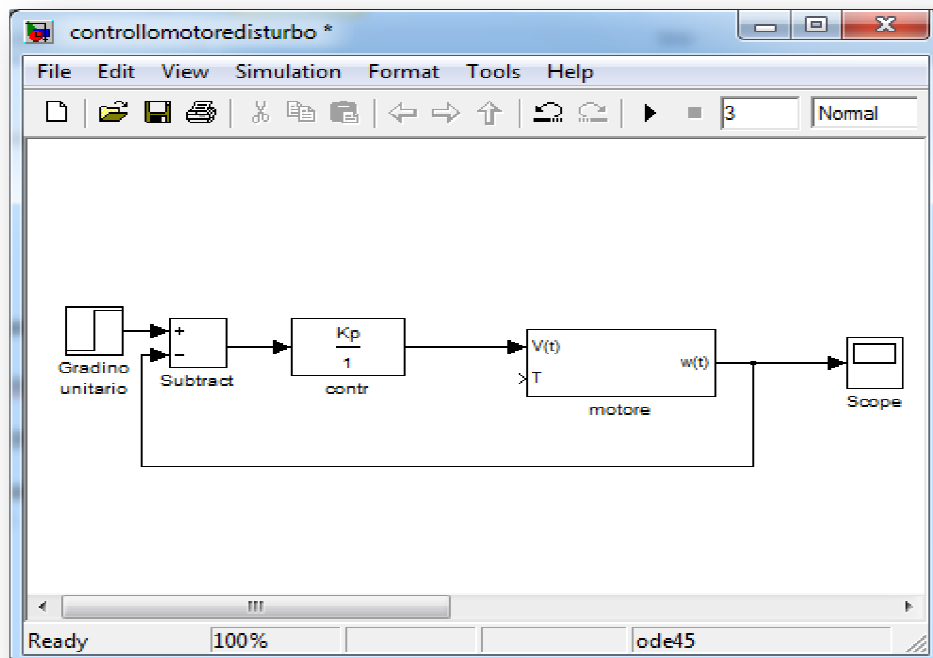 controllomotoredisturbo *
File Edit View Simulation Format Tools Help
3 Normal
Gradino
unitario
+
−
Subtract
Kp
1
contr
V(t)
T
w(t)
motore
Scope
Ready 100% ode45